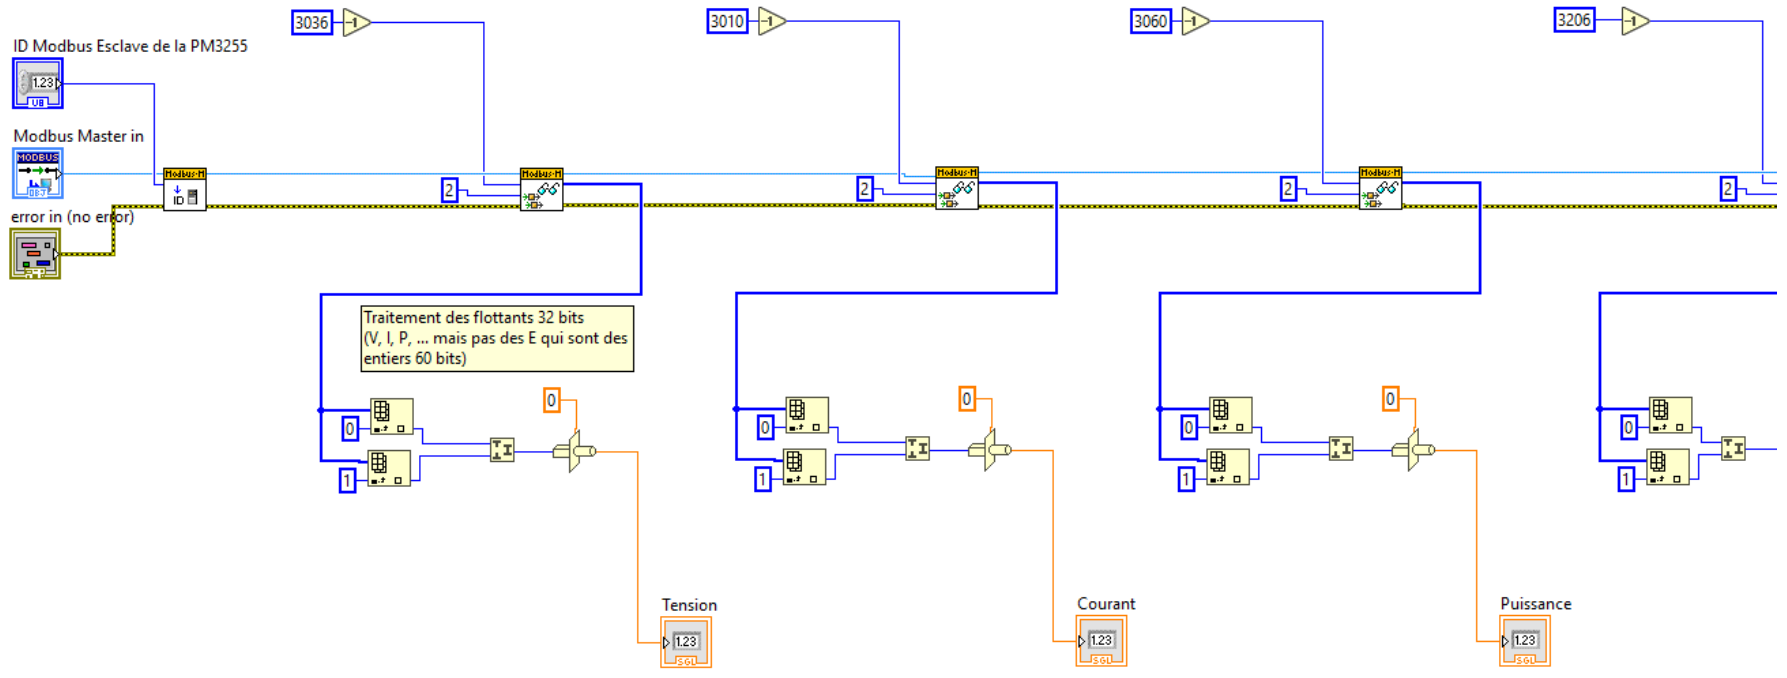 3036
-1
3010
-1
3060
-1
3206
-1
ID Modbus Esclave de la PM3255
1.23
U8
Modbus Master in
MODBUS
OBJ
Modbus-M
ID
2
Modbus-M
2
Modbus-M
2
Modbus-M
2
error in (no error)
Traitement des flottants 32 bits
(V, I, P, ... mais pas des E qui sont des
entiers 60 bits)
0
0
0
0
0
0
0
1
1
1
1
Tension
1.23
SGL
Courant
1.23
SGL
Puissance
1.23
SGL